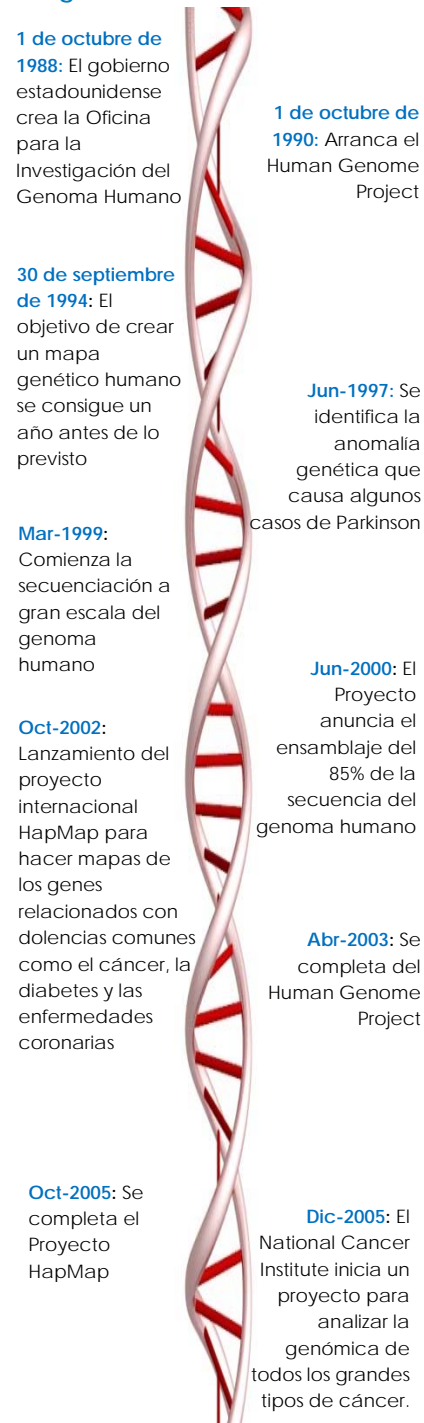 1 de octubre de
1988: El gobierno
estadounidense
crea la Oficina
para la
Investigación del
Genoma Humano
1 de octubre de
1990: Arranca el
Human Genome
Project
30 de septiembre
de 1994: El
objetivo de crear
un mapa
genético humano
se consigue un
año antes de lo
previsto
Jun-1997: Se
identifica la
anomalía
genética que
causa algunos
casos de Parkinson
Mar-1999:
Comienza la
secuenciación a
gran escala del
genoma
humano
Jun-2000: El
Proyecto
anuncia el
ensamblaje del
85% de la
secuencia del
genoma humano
Oct-2002:
Lanzamiento del
proyecto
internacional
HapMap para
hacer mapas de
los genes
relacionados con
dolencias comunes
como el cáncer, la
diabetes y las
enfermedades
coronarias
Abr-2003: Se
completa del
Human Genome
Project
Oct-2005: Se
completa el
Proyecto
HapMap
Dic-2005: El
National Cancer
Institute inicia un
proyecto para
analizar la
genómica de
todos los grandes
tipos de cáncer.